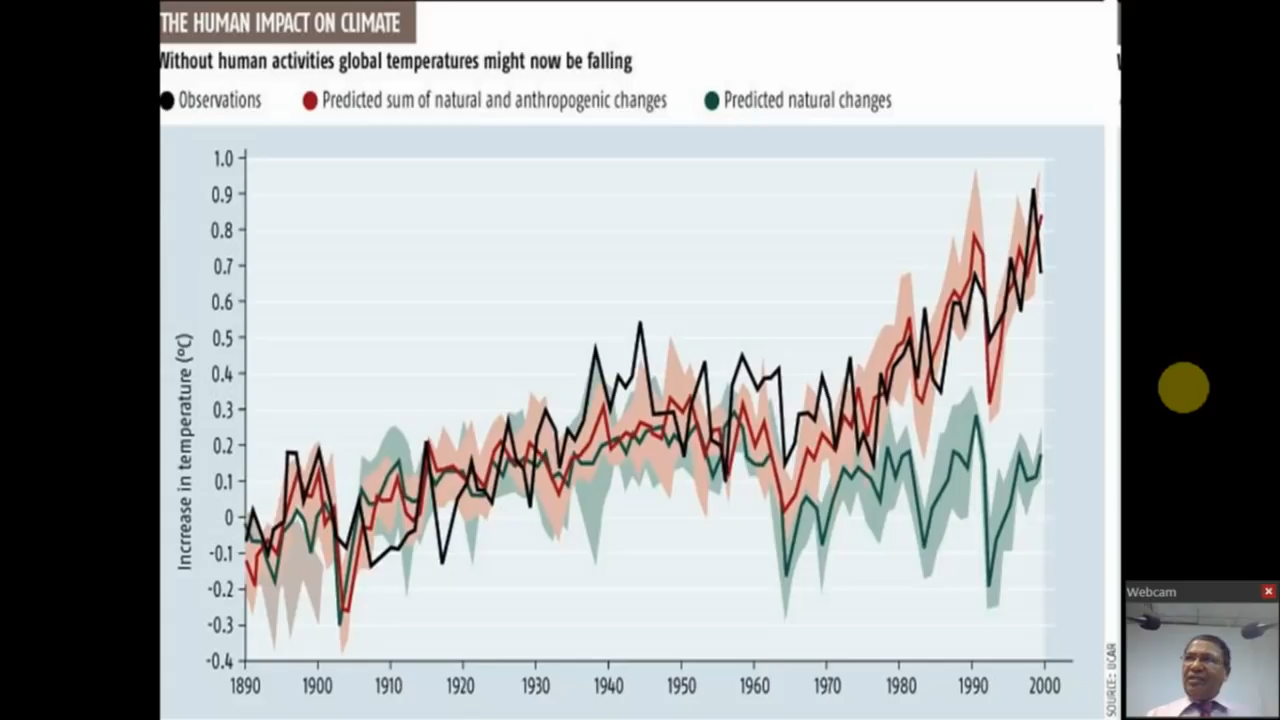 THE HUMAN IMPACT ON CLIMATE
Without human activities global temperatures might now be falling
Observations Predicted sum of natural and anthropogenic changes Predicted natural changes
Incrrease in temperature (ºC)
1.0
0.9
0.8
0.7
0.6
0.5
0.4
0.3
0.2
0.1
0
-0.1
-0.2
-0.3
-0.4
1890 1900 1910 1920 1930 1940 1950 1960 1970 1980 1990 2000
SOURCE: UCAR
Webcam